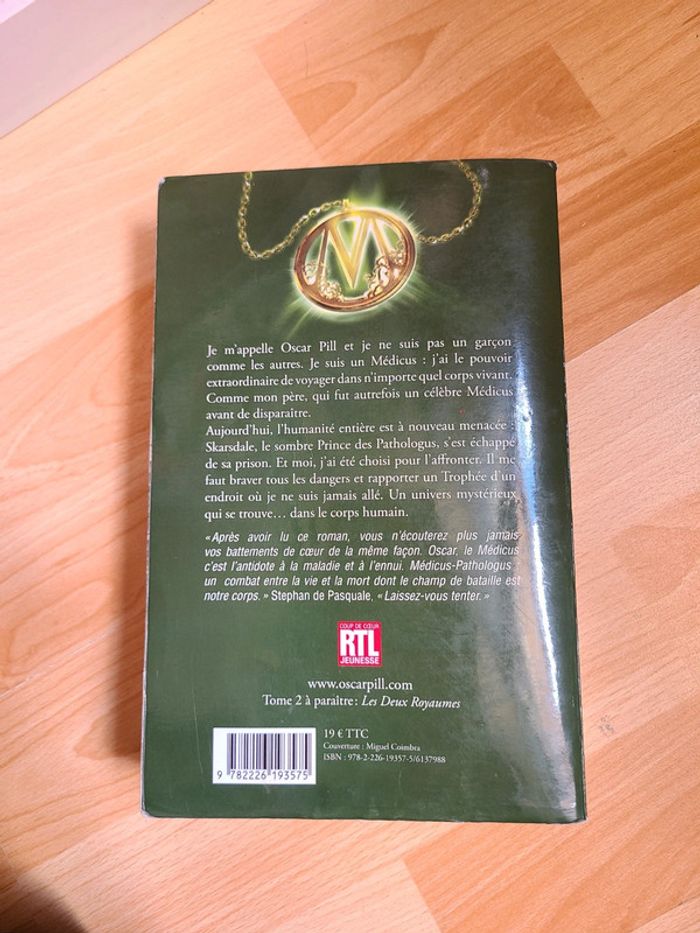 M
Je m'appelle Oscar Pill et je ne suis pas un garçon
comme les autres. Je suis un Médicus : j'ai le pouvoir
extraordinaire de voyager dans n'importe quel corps vivant.
Comme mon père, qui fut autrefois un célèbre Médicus
avant de disparaître.
Aujourd'hui, l'humanité entière est à nouveau menacée :
Skarsdale, le sombre Prince des Pathologus, s'est échappé
de sa prison. Et moi, j'ai été choisi pour l'affronter. Il me
faut braver tous les dangers et rapporter un Trophée d'un
endroit où je ne suis jamais allé. Un univers mystérieux
qui se trouve… dans le corps humain.
« Après avoir lu ce roman, vous n'écouterez plus jamais
vos battements de cœur de la même façon. Oscar, le Médicus
c'est l'antidote à la maladie et à l'ennui. Médicus-Pathologus :
un combat entre la vie et la mort dont le champ de bataille est
notre corps. » Stephan de Pasquale, « Laissez-vous tenter. »
COUP DE CŒUR
RTL
JEUNESSE
www.oscarpill.com
Tome 2 à paraître : Les Deux Royaumes
19 € TTC
Couverture : Miguel Coimbra
ISBN : 978-2-226-19357-5/6137988
9 782226 193575